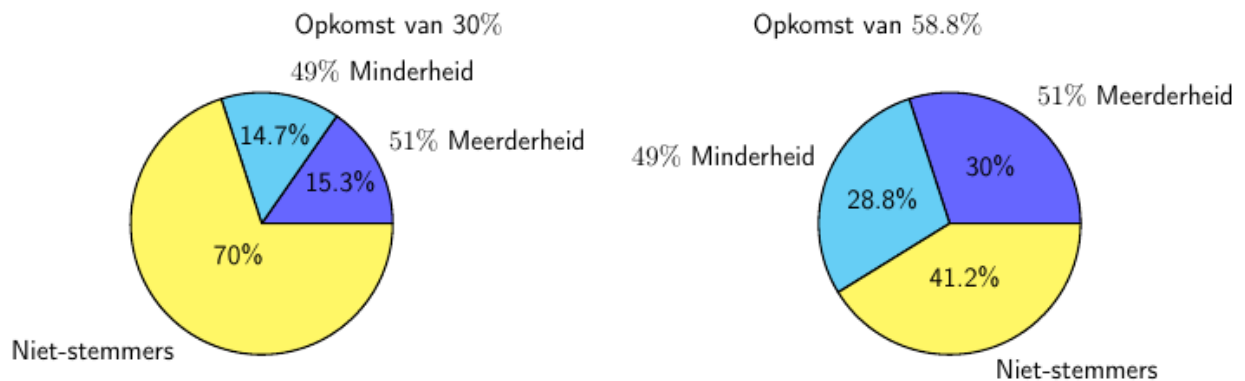 Opkomst van 30%
49% Minderheid
14.7%
51% Meerderheid
15.3%
70%
Niet-stemmers
Opkomst van 58.8%
51% Meerderheid
49% Minderheid
30%
28.8%
41.2%
Niet-stemmers